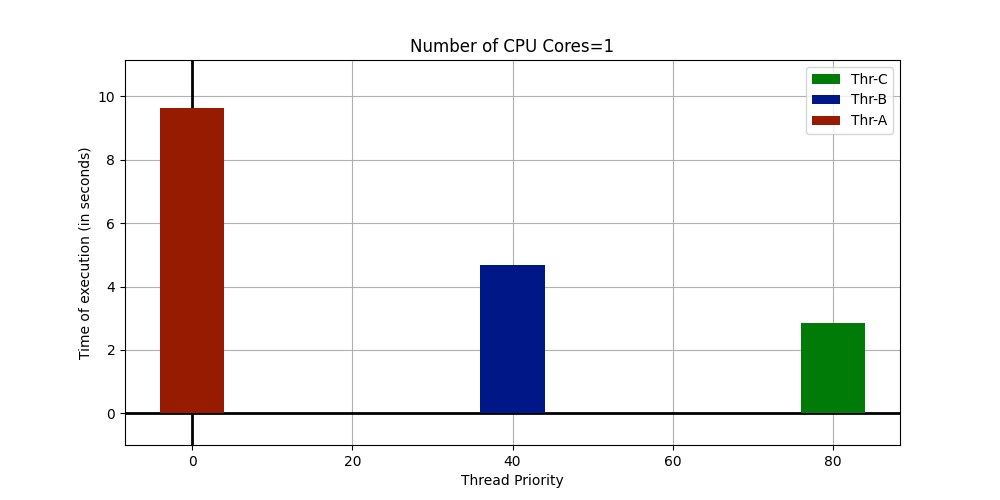 Number of CPU Cores=1
Thr-C
Thr-B
Thr-A
10
8
6
4
2
0
Time of execution (in seconds)
0 20 40 60 80
Thread Priority